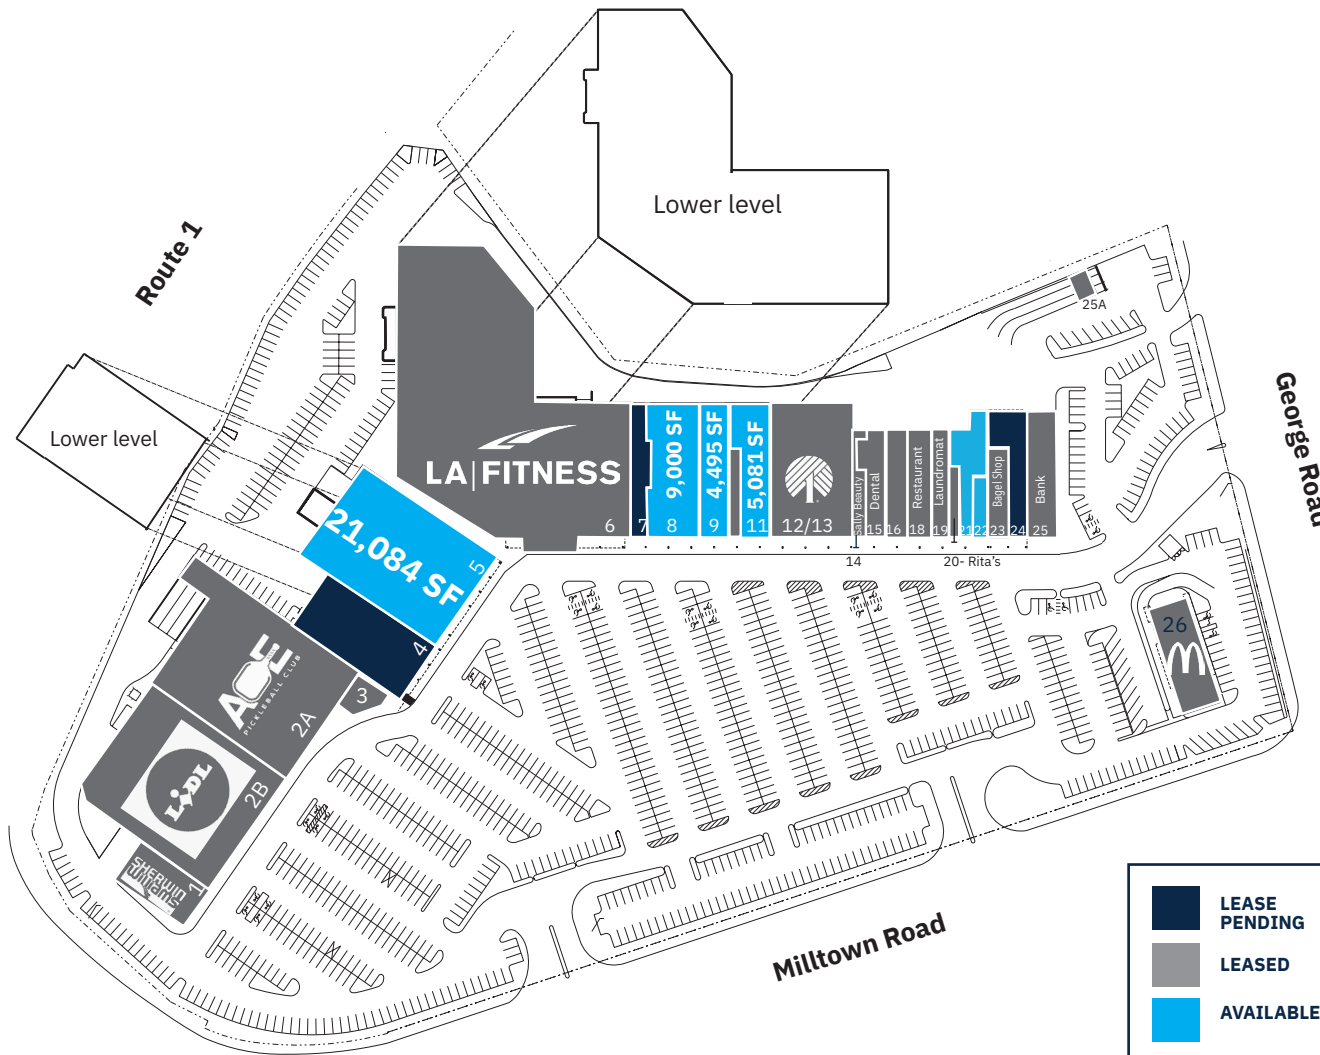 Lower level
Route 1
25A
George Road
Lower level
LA|FITNESS
6
7
9,000 SF
8
4,495 SF
9
5,081 SF
11
12/13
Sally Beauty
14
Dental
15
16
Restaurant
18
Laundromat
19
20- Rita's
21
22
Bagel Shop
23
24
Bank
25
21,084 SF
5
4
3
ACE
PICKLEBALL CLUB
2A
LIDL
2B
SHERWIN
WILLIAMS
1
26
Milltown Road
LEASE
PENDING
LEASED
AVAILABLE